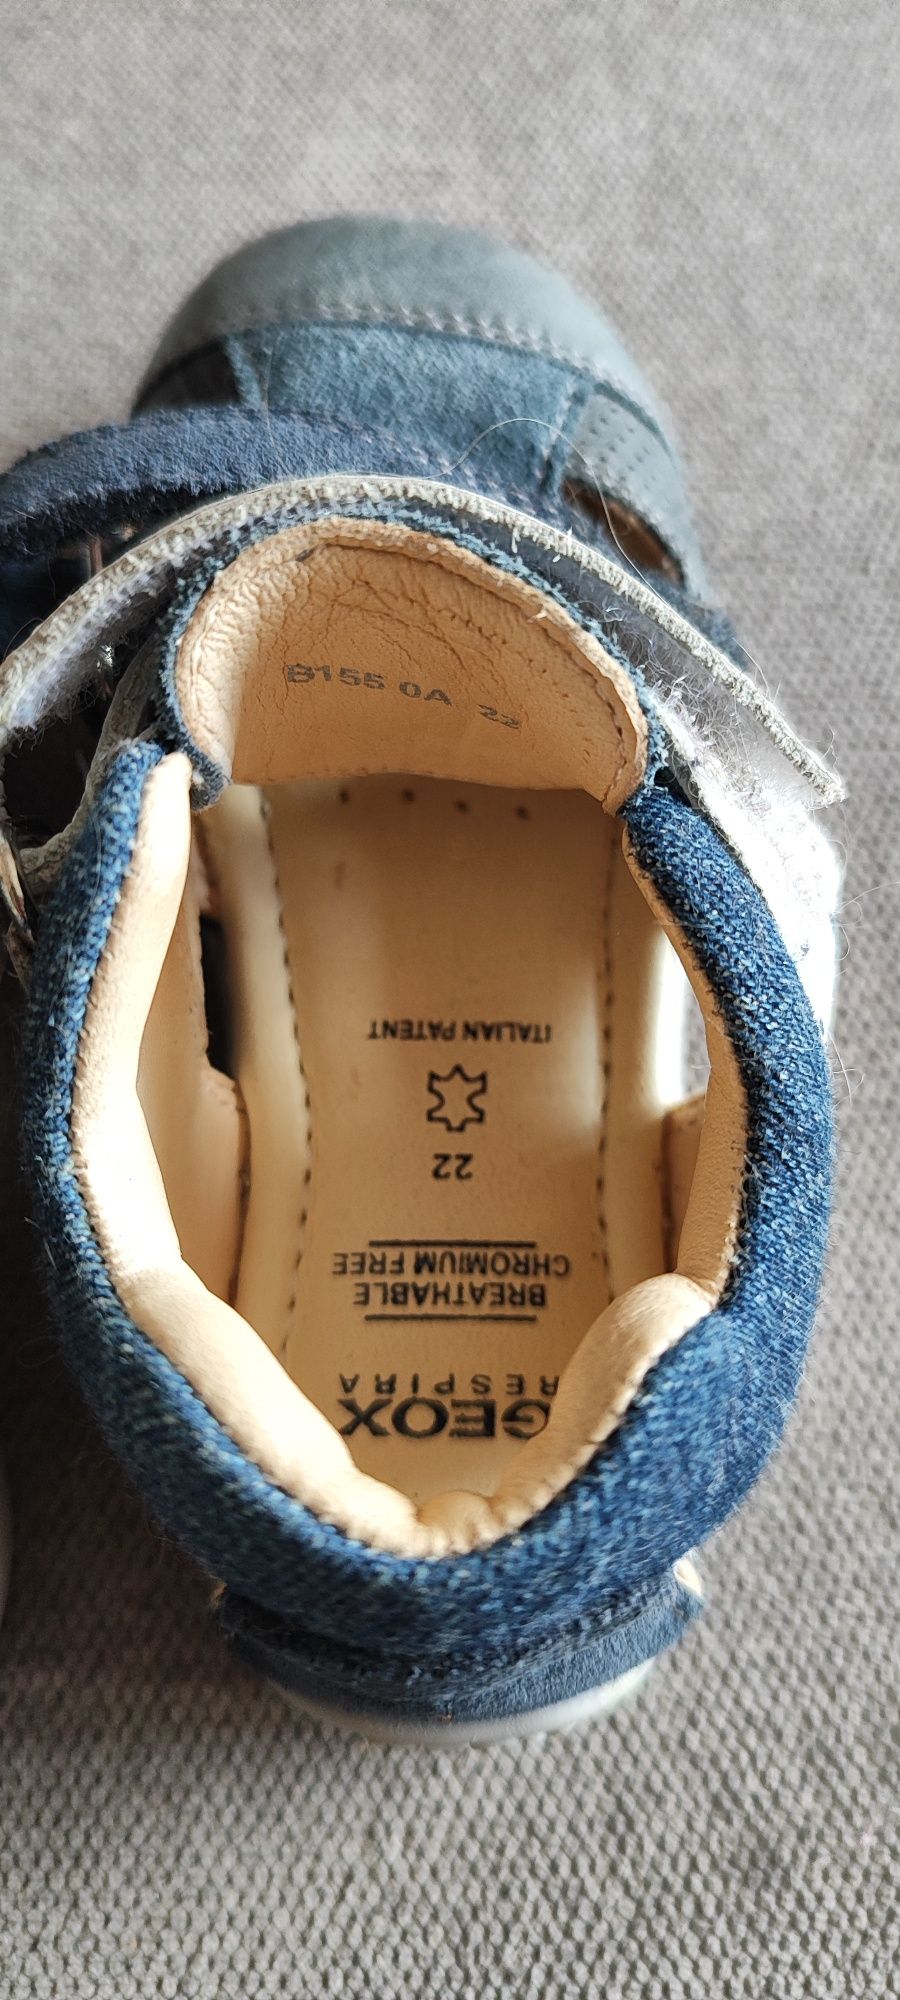 B155 0A 22
GEOX
RESPIRA
BREATHABLE
CHROMIUM FREE
22
ITALIAN PATENT